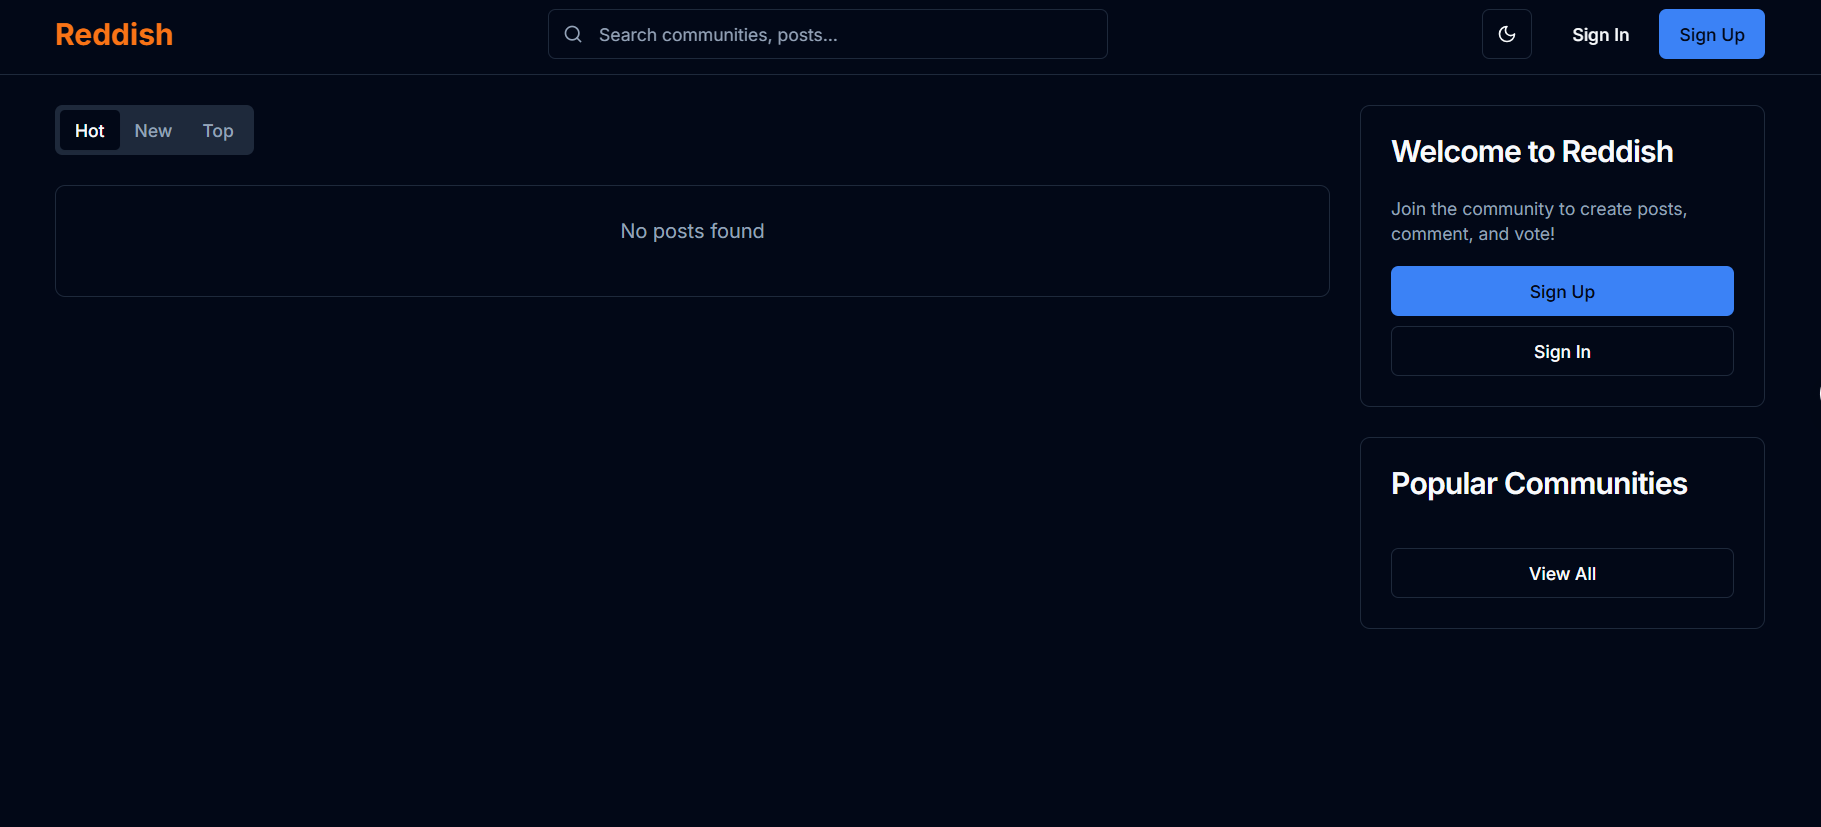 Reddish
Search communities, posts...
Sign In
Sign Up
Hot
New
Top
No posts found
Welcome to Reddish
Join the community to create posts,
comment, and vote!
Sign Up
Sign In
Popular Communities
View All